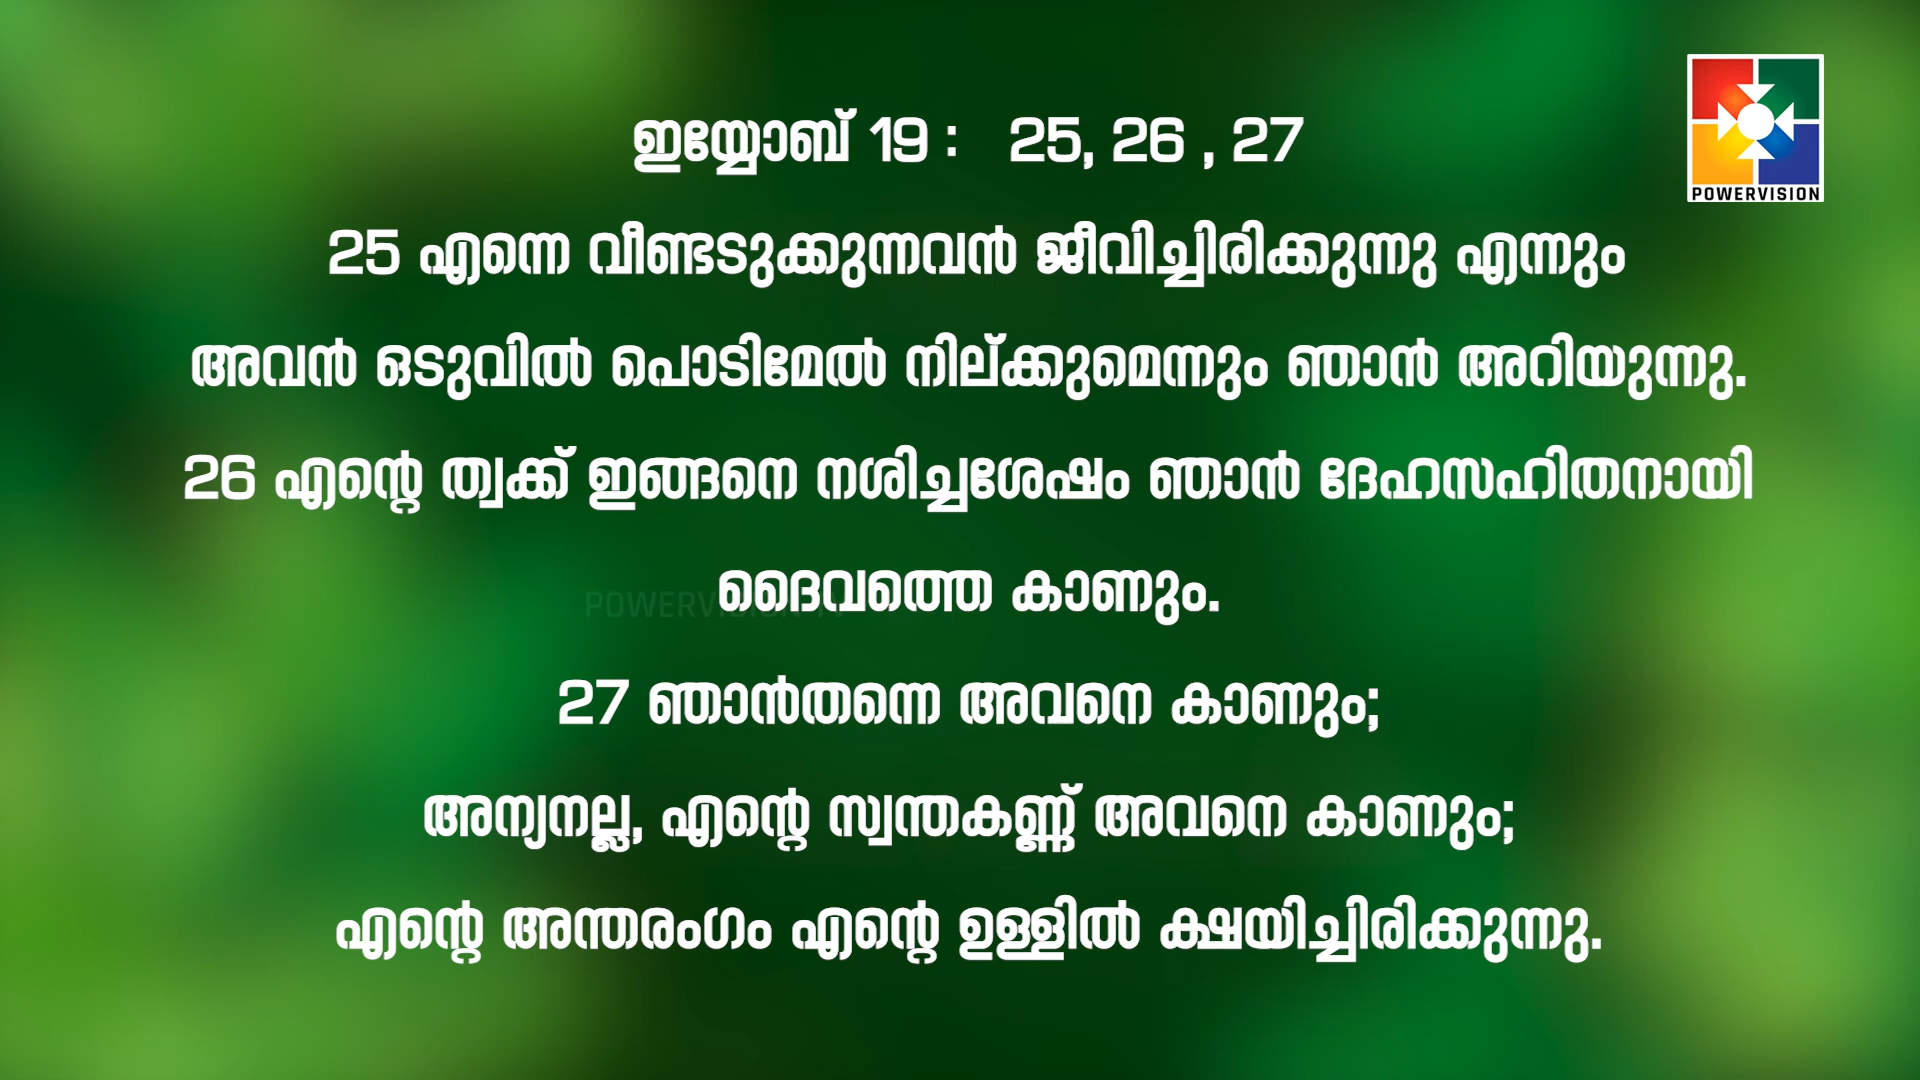 ഇയ്യോബ് 19 : 25, 26 , 27
POWERVISION
25 എന്നെ വീണ്ടടുക്കുന്നവൻ ജീവിച്ചിരിക്കുന്നു എന്നും
അവൻ ഒടുവിൽ പൊടിമേൽ നില്ക്കുമെന്നും ഞാൻ അറിയുന്നു.
26 എന്റെ ത്വക്ക് ഇങ്ങനെ നശിച്ചശേഷം ഞാൻ ദേഹസഹിതനായി
ദൈവത്തെ കാണും.
27 ഞാൻതന്നെ അവനെ കാണും;
അന്യനല്ല, എന്റെ സ്വന്തകണ്ണ് അവനെ കാണും;
എന്റെ അന്തരംഗം എന്റെ ഉള്ളിൽ ക്ഷയിച്ചിരിക്കുന്നു.